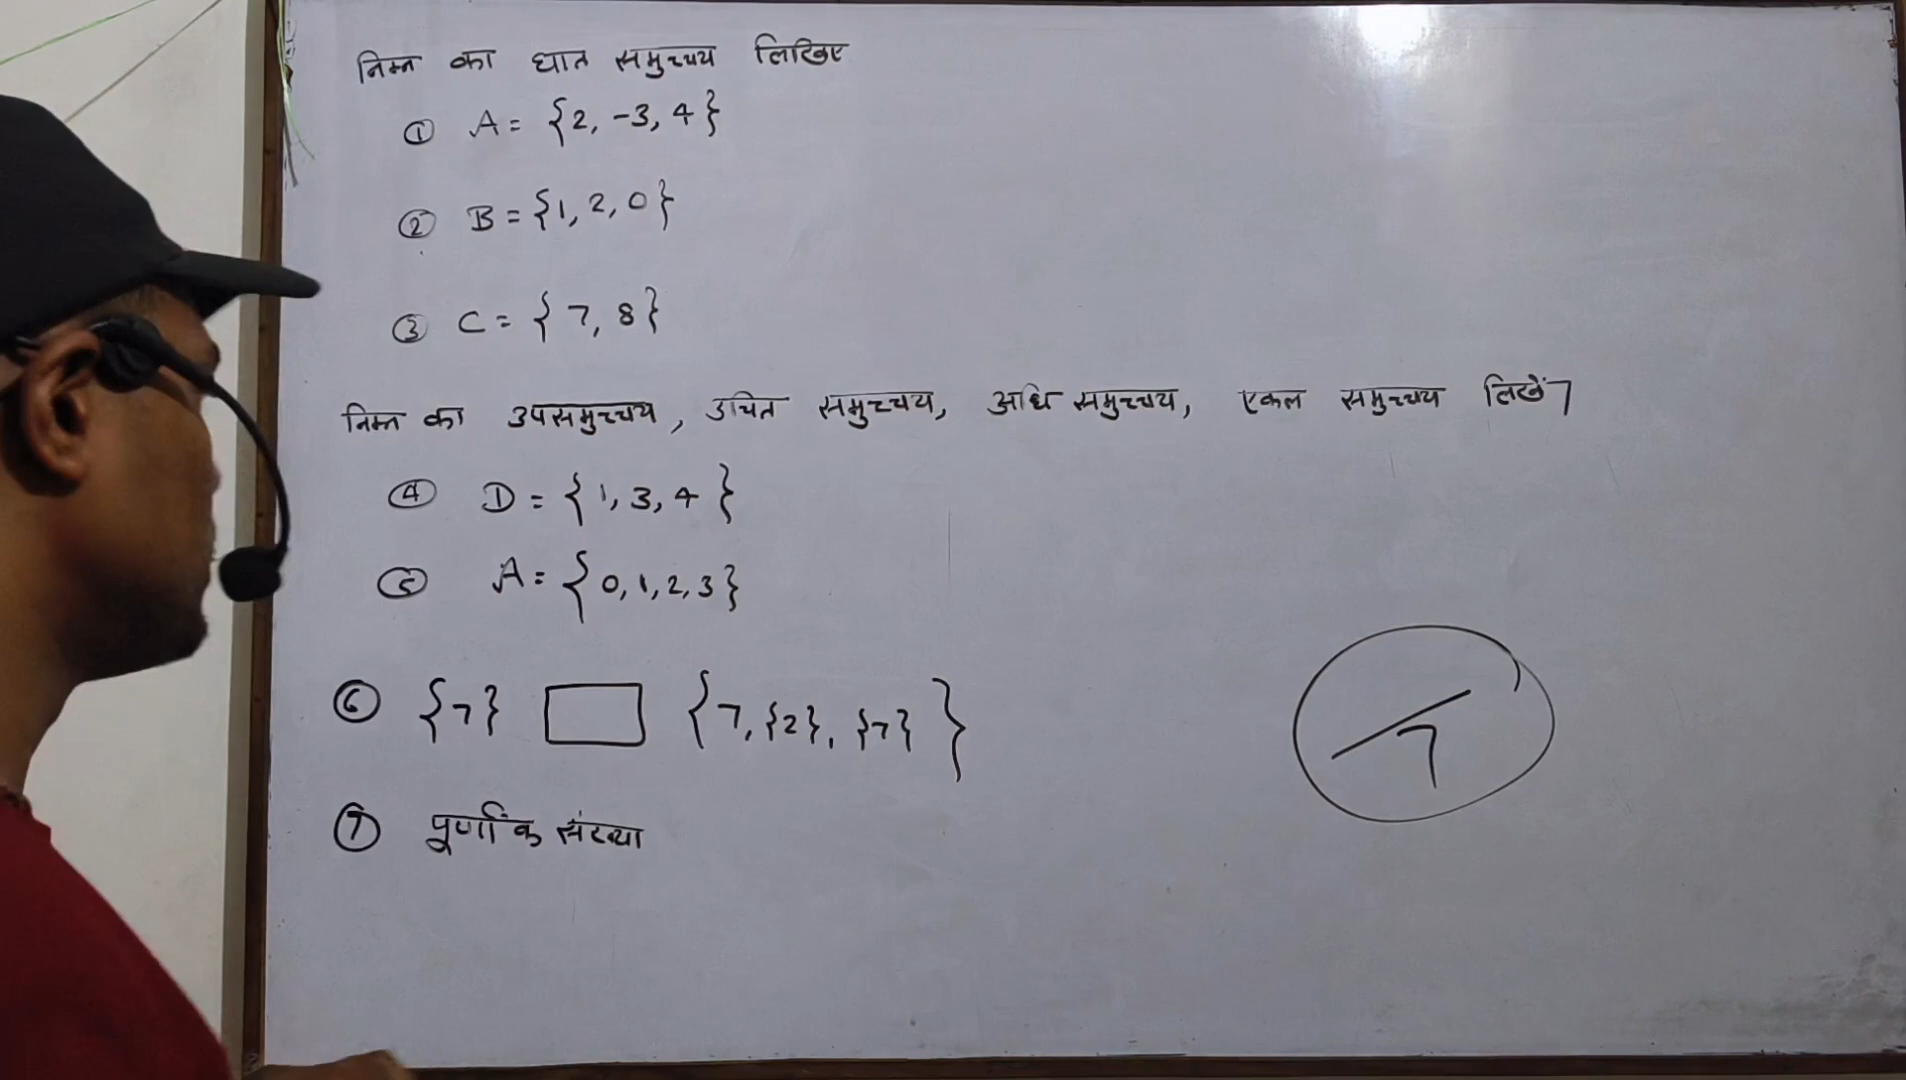 निम्न का घात समुच्चय लिखिए
① A = {2, -3, 4}
② B = {1, 2, 0}
③ C = {7, 8}
निम्न का उपसमुच्चय, उचित समुच्चय, अधि समुच्चय, एकल समुच्चय लिखें 7
④ D = {1, 3, 4}
⑤ A = {0, 1, 2, 3}
⑥ {7} □ {7, {2}, {7}}
⑦ पूर्णांक संख्या
/7